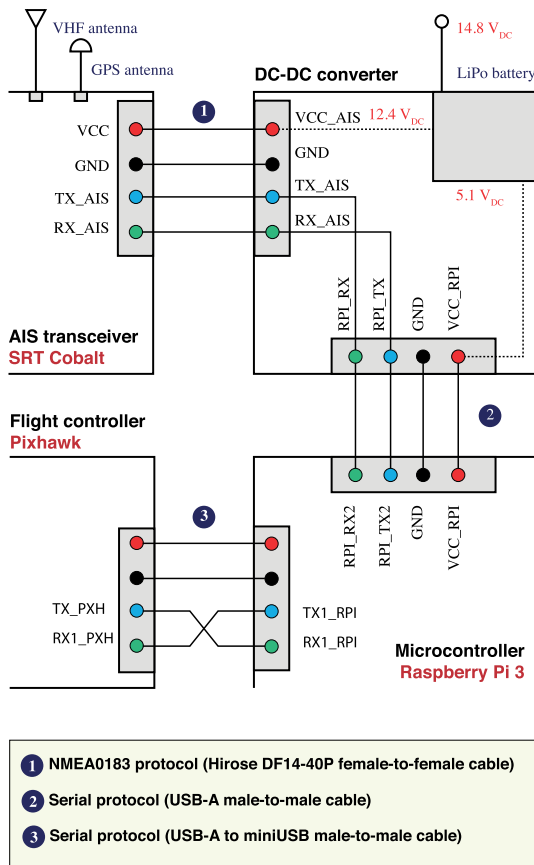 VHF antenna
GPS antenna
14.8 VDC
DC-DC converter
LiPo battery
1
VCC
VCC_AIS
12.4 VDC
GND
GND
TX_AIS
TX_AIS
5.1 VDC
RX_AIS
RX_AIS
RPI_RX
RPI_TX
GND
VCC_RPI
AIS transceiver
SRT Cobalt
2
Flight controller
Pixhawk
3
RPI_RX2
RPI_TX2
GND
VCC_RPI
TX_PXH
TX1_RPI
RX1_PXH
RX1_RPI
Microcontroller
Raspberry Pi 3
1 NMEA0183 protocol (Hirose DF14-40P female-to-female cable)
2 Serial protocol (USB-A male-to-male cable)
3 Serial protocol (USB-A to miniUSB male-to-male cable)